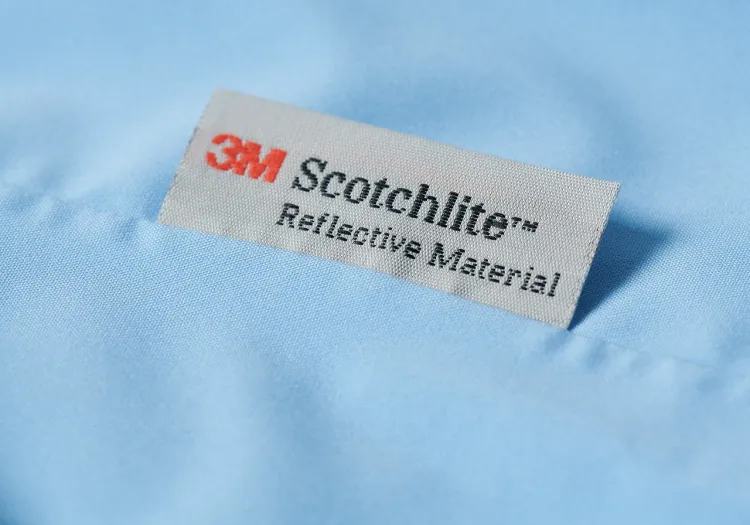 3M Scotchlite™
Reflective Material